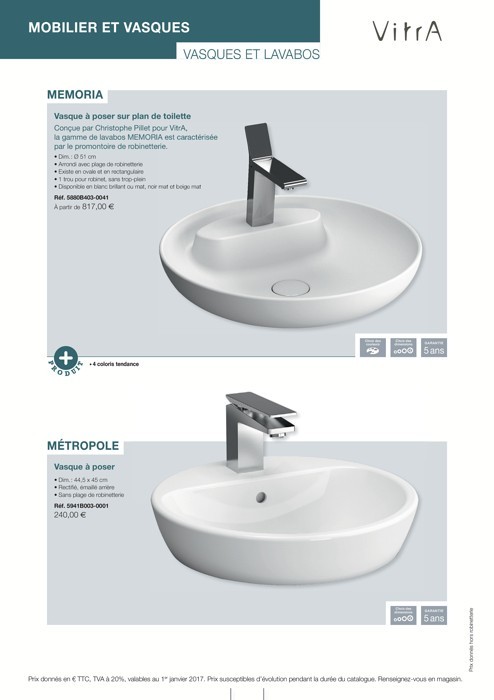 MOBILIER ET VASQUES
VitrA
VASQUES ET LAVABOS
MEMORIA
Vasque à poser sur plan de toilette
Conçue par Christophe Pillet pour VitrA,
la gamme de lavabos MEMORIA est caractérisée
par le promontoire de robinetterie.
• Dim.: Ø 51 cm
• Arrondi avec plage de robinetterie
• Existe en ovale et en rectangulaire
• 1 trou pour robinet, sans trop-plein
• Disponible en blanc brillant ou mat, noir mat et beige mat
Réf. 5880B403-0041
À partir de 817,00 €
GARANTIE
5 ans
PRODUIT
• 4 coloris tendance
MÉTROPOLE
Vasque à poser
• Dim.: 44,5 x 45 cm
• Rectifié, émaillé arrière
• Sans plage de robinetterie
Réf. 5941B003-0001
240,00 €
GARANTIE
5 ans
Prix donnés hors robinetterie
Prix donnés en € TTC, TVA à 20%, valables au 1er janvier 2017. Prix susceptibles d'évolution pendant la durée du catalogue. Renseignez-vous en magasin.